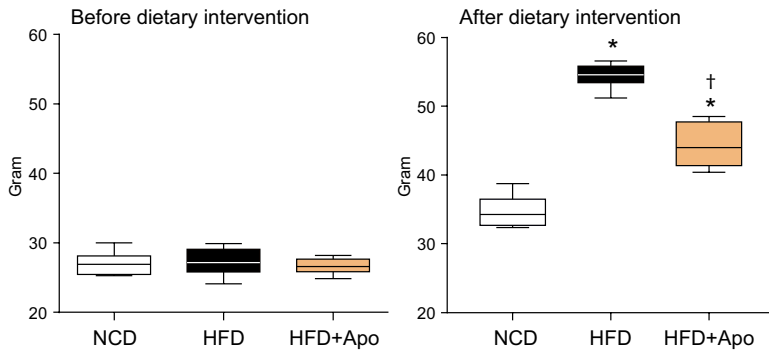 Before dietary intervention
60
50
40
30
20
Gram
NCD HFD HFD+Apo
After dietary intervention
60
50
40
30
20
Gram
*
†
*
NCD HFD HFD+Apo